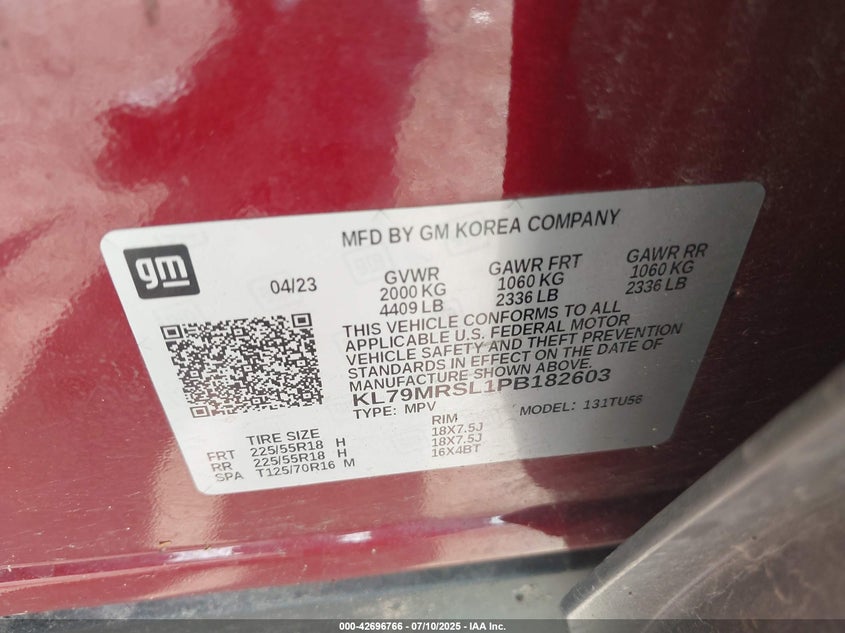 MFD BY GM KOREA COMPANY
gm
04/23
GVWR
2000 KG
4409 LB
GAWR FRT
1060 KG
2336 LB
GAWR RR
1060 KG
2336 LB
THIS VEHICLE CONFORMS TO ALL
APPLICABLE U.S. FEDERAL MOTOR
VEHICLE SAFETY AND THEFT PREVENTION
STANDARDS IN EFFECT ON THE DATE OF
MANUFACTURE SHOWN ABOVE.
KL79MRSL1PB182603
TYPE: MPV
MODEL: 131TU56
TIRE SIZE
RIM
FRT 225/55R18 H 18X7.5J
RR 225/55R18 H 18X7.5J
SPA T125/70R16 M 16X4BT
000-42696766 - 07/10/2025 - IAA Inc.